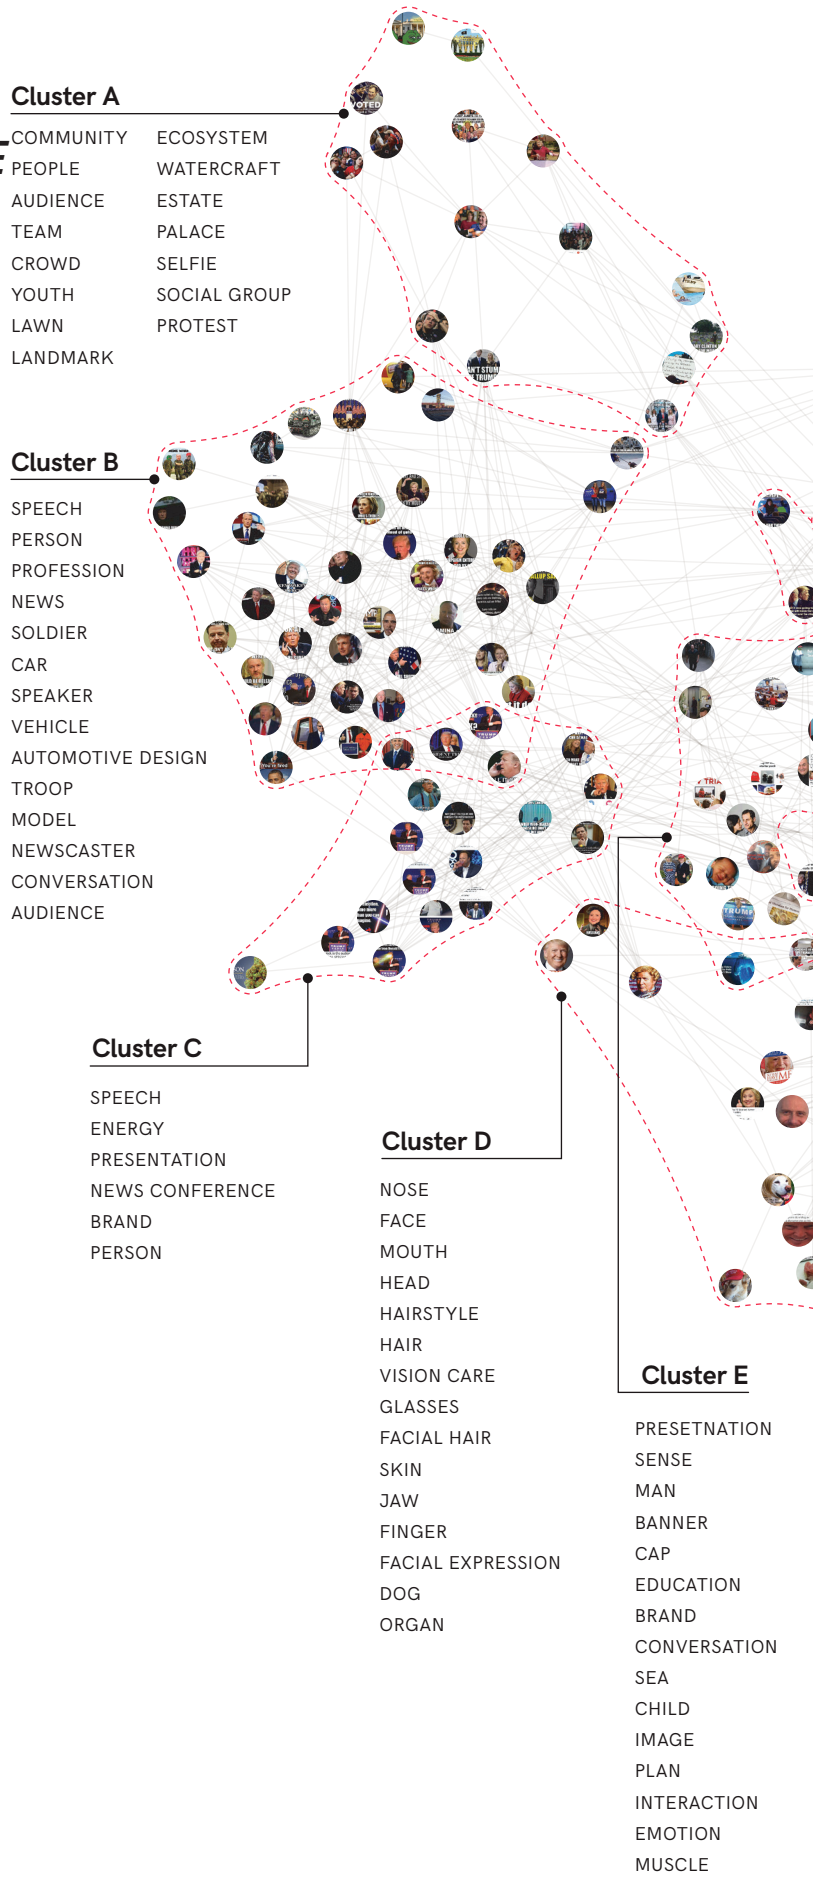 Cluster A
COMMUNITY
PEOPLE
AUDIENCE
TEAM
CROWD
YOUTH
LAWN
LANDMARK
ECOSYSTEM
WATERCRAFT
ESTATE
PALACE
SELFIE
SOCIAL GROUP
PROTEST
Cluster B
SPEECH
PERSON
PROFESSION
NEWS
SOLDIER
CAR
SPEAKER
VEHICLE
AUTOMOTIVE DESIGN
TROOP
MODEL
NEWSCASTER
CONVERSATION
AUDIENCE
Cluster C
SPEECH
ENERGY
PRESENTATION
NEWS CONFERENCE
BRAND
PERSON
Cluster D
NOSE
FACE
MOUTH
HEAD
HAIRSTYLE
HAIR
VISION CARE
GLASSES
FACIAL HAIR
SKIN
JAW
FINGER
FACIAL EXPRESSION
DOG
ORGAN
Cluster E
PRESETNATION
SENSE
MAN
BANNER
CAP
EDUCATION
BRAND
CONVERSATION
SEA
CHILD
IMAGE
PLAN
INTERACTION
EMOTION
MUSCLE
VOTED
TRUMP